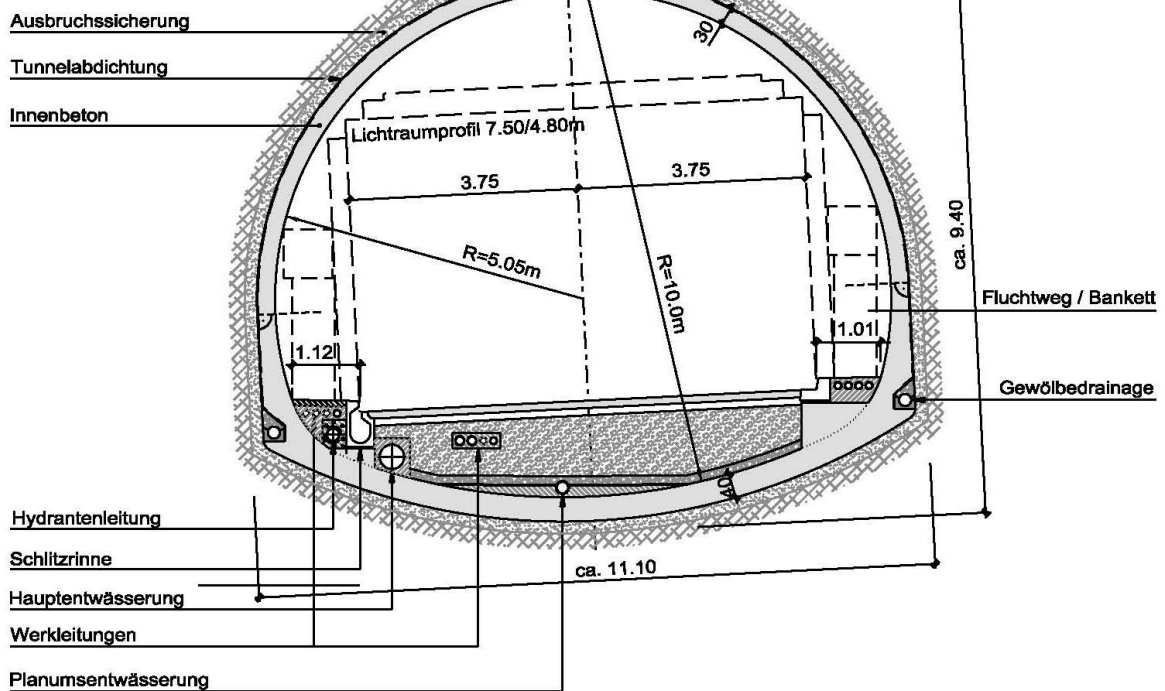 Ausbruchssicherung
Tunnelabdichtung
Innenbeton
30
Lichtraumprofil 7.50/4.80m
3.75
3.75
R=5.05m
R=10.0m
ca. 9.40
Fluchtweg / Bankett
1.12
1.01
Gewölbedrainage
40
Hydrantenleitung
Schlitzrinne
ca. 11.10
Hauptentwässerung
Werkleitungen
Planumsentwässerung